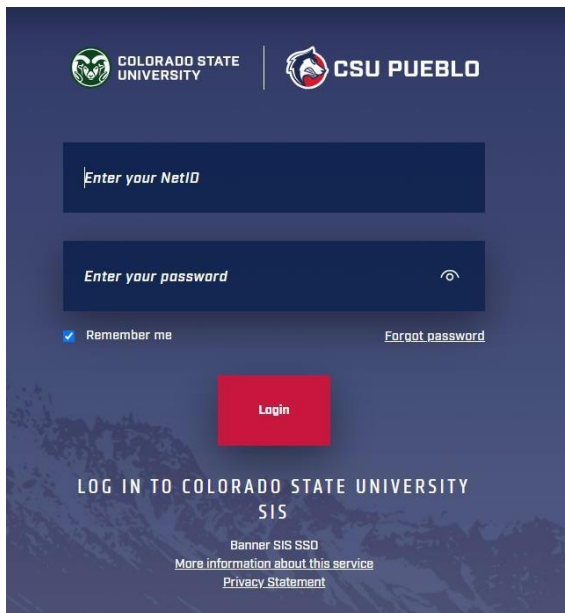 COLORADO STATE
UNIVERSITY
CSU PUEBLO
Enter your NetID
Enter your password
Remember me
Forgot password
Login
LOG IN TO COLORADO STATE UNIVERSITY
SIS
Banner SIS SSO
More information about this service
Privacy Statement